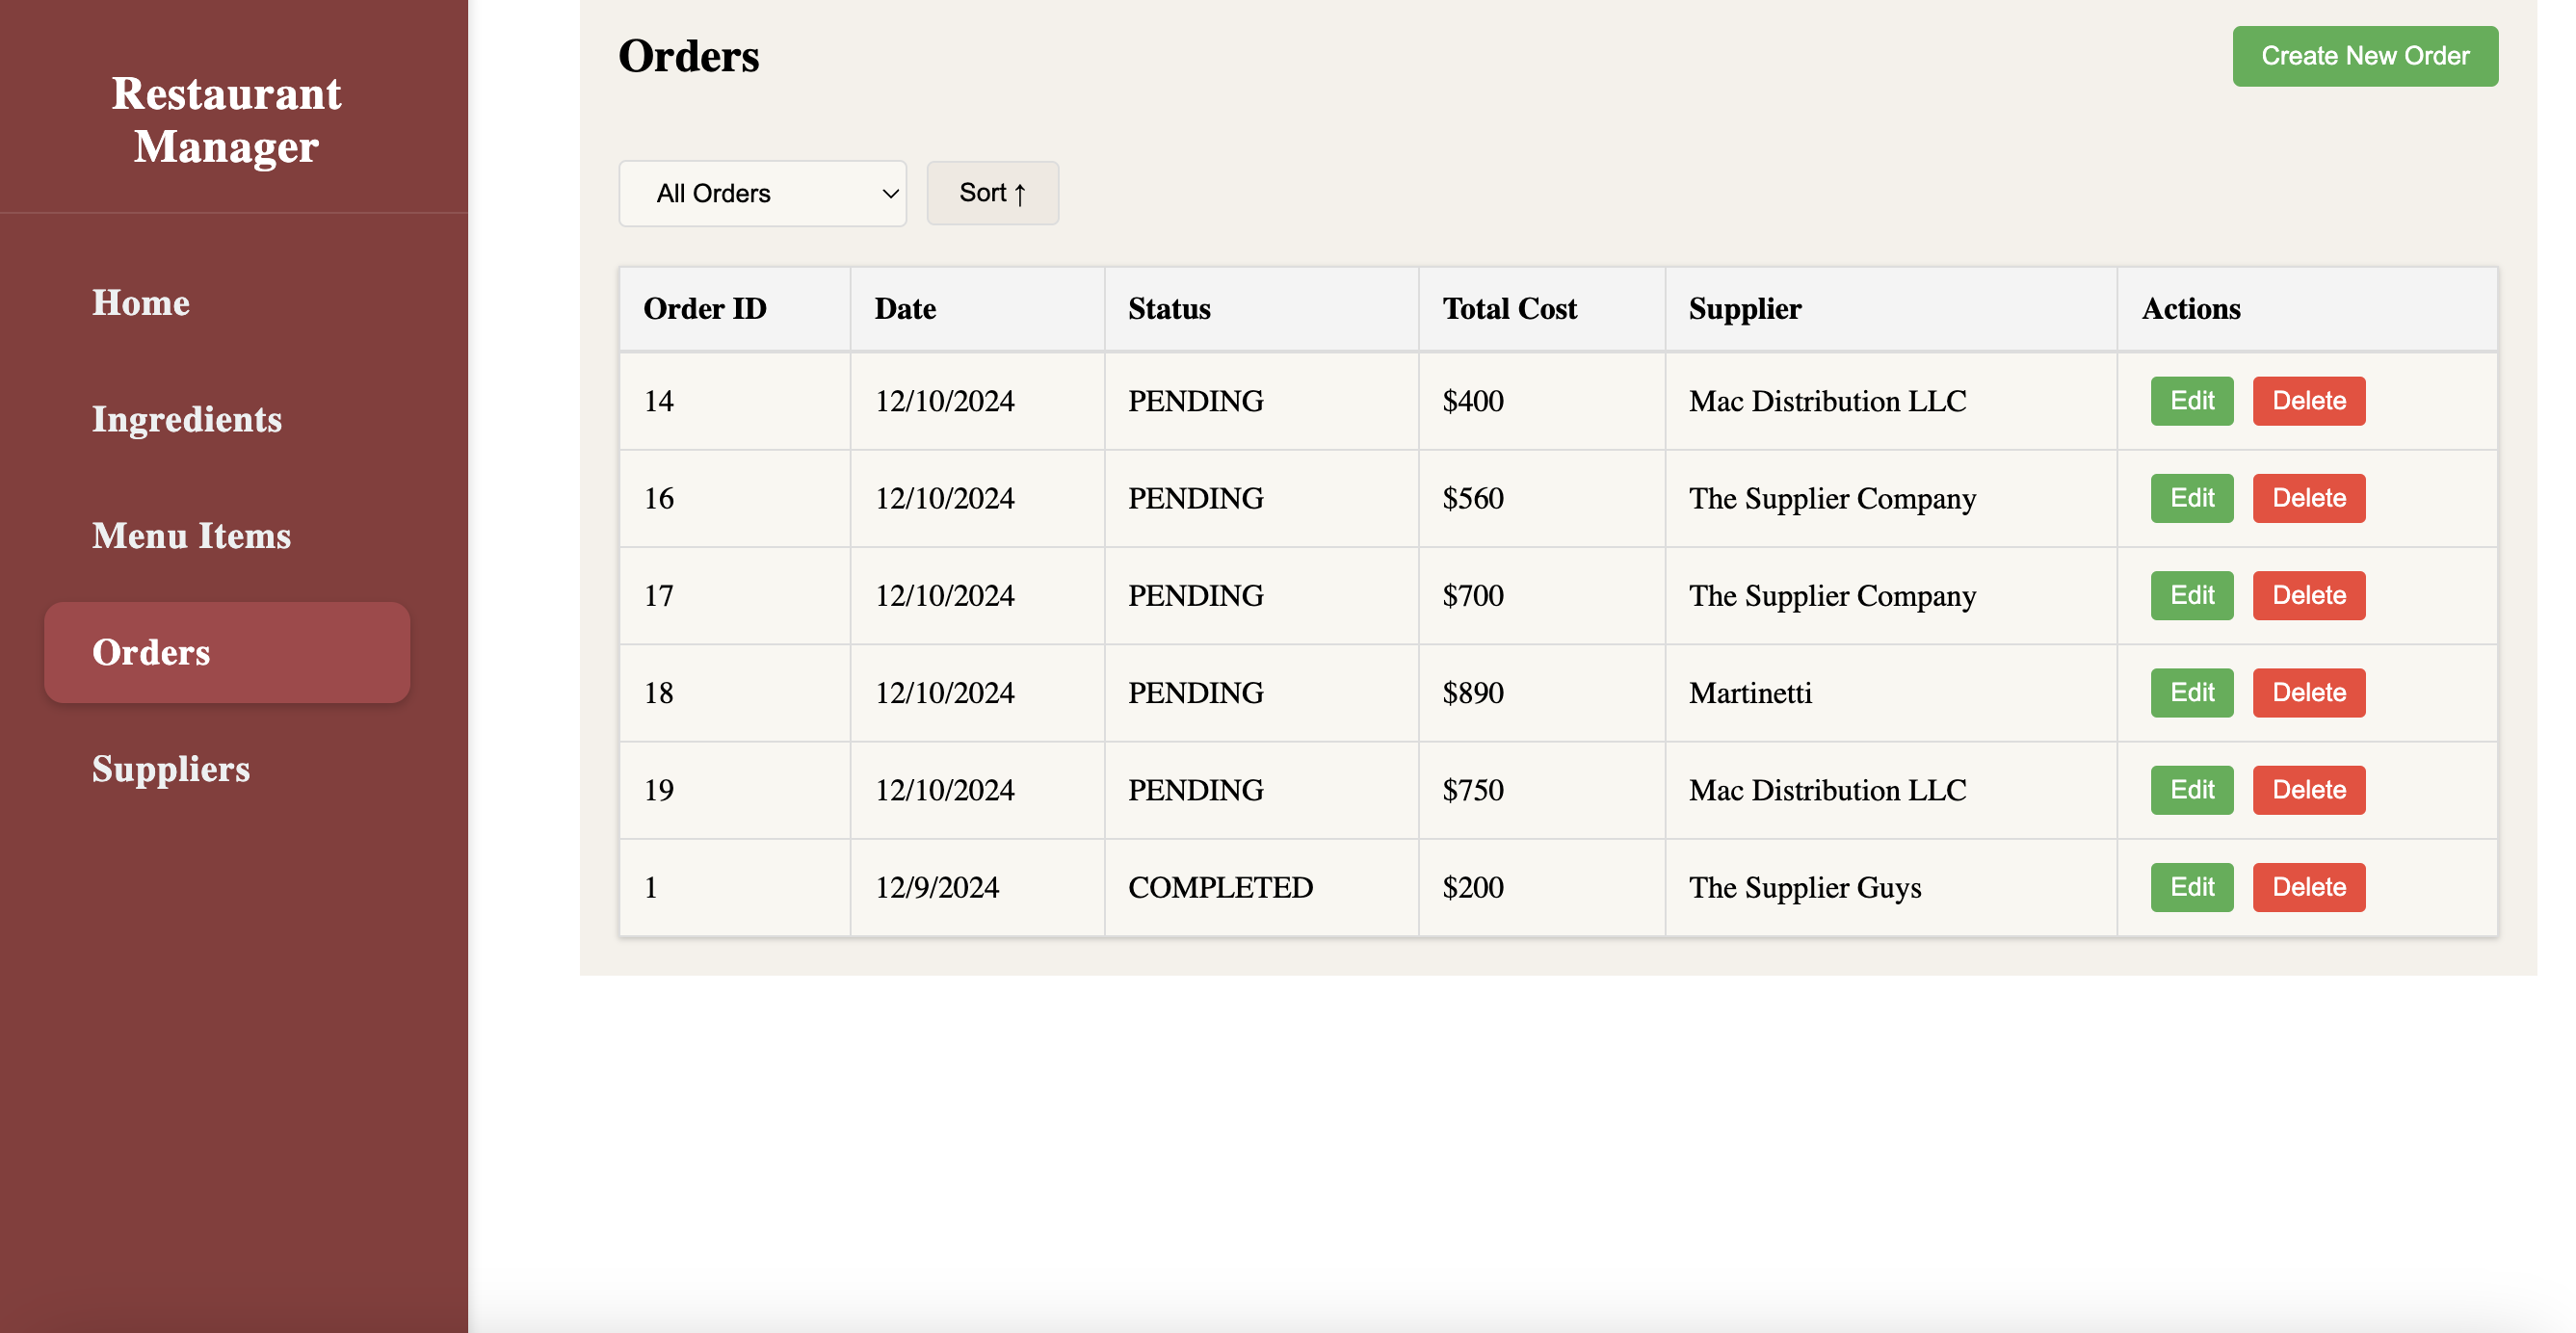 Restaurant
Manager
Home
Ingredients
Menu Items
Orders
Suppliers
Orders
Create New Order
All Orders
Sort ↑
Order ID Date Status Total Cost Supplier Actions
14 12/10/2024 PENDING $400 Mac Distribution LLC Edit Delete
16 12/10/2024 PENDING $560 The Supplier Company Edit Delete
17 12/10/2024 PENDING $700 The Supplier Company Edit Delete
18 12/10/2024 PENDING $890 Martinetti Edit Delete
19 12/10/2024 PENDING $750 Mac Distribution LLC Edit Delete
1 12/9/2024 COMPLETED $200 The Supplier Guys Edit Delete